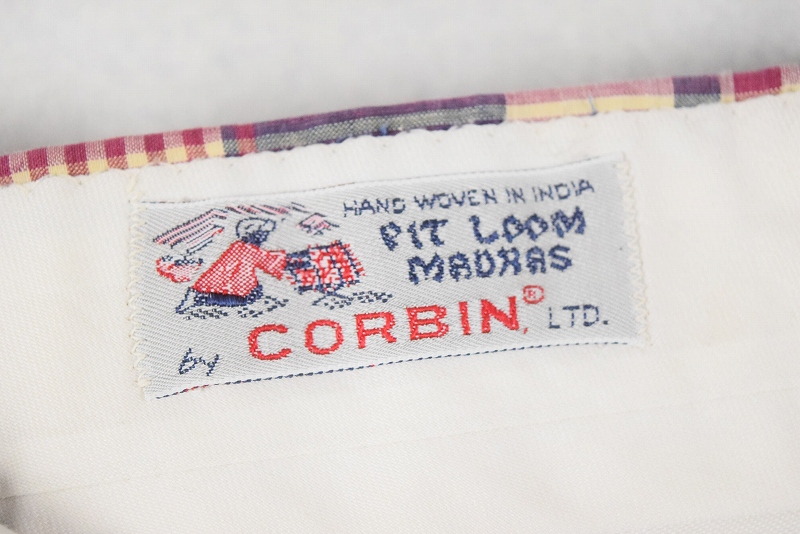 HAND WOVEN IN INDIA
PIT LOOM
MADRAS
by CORBIN,® LTD.